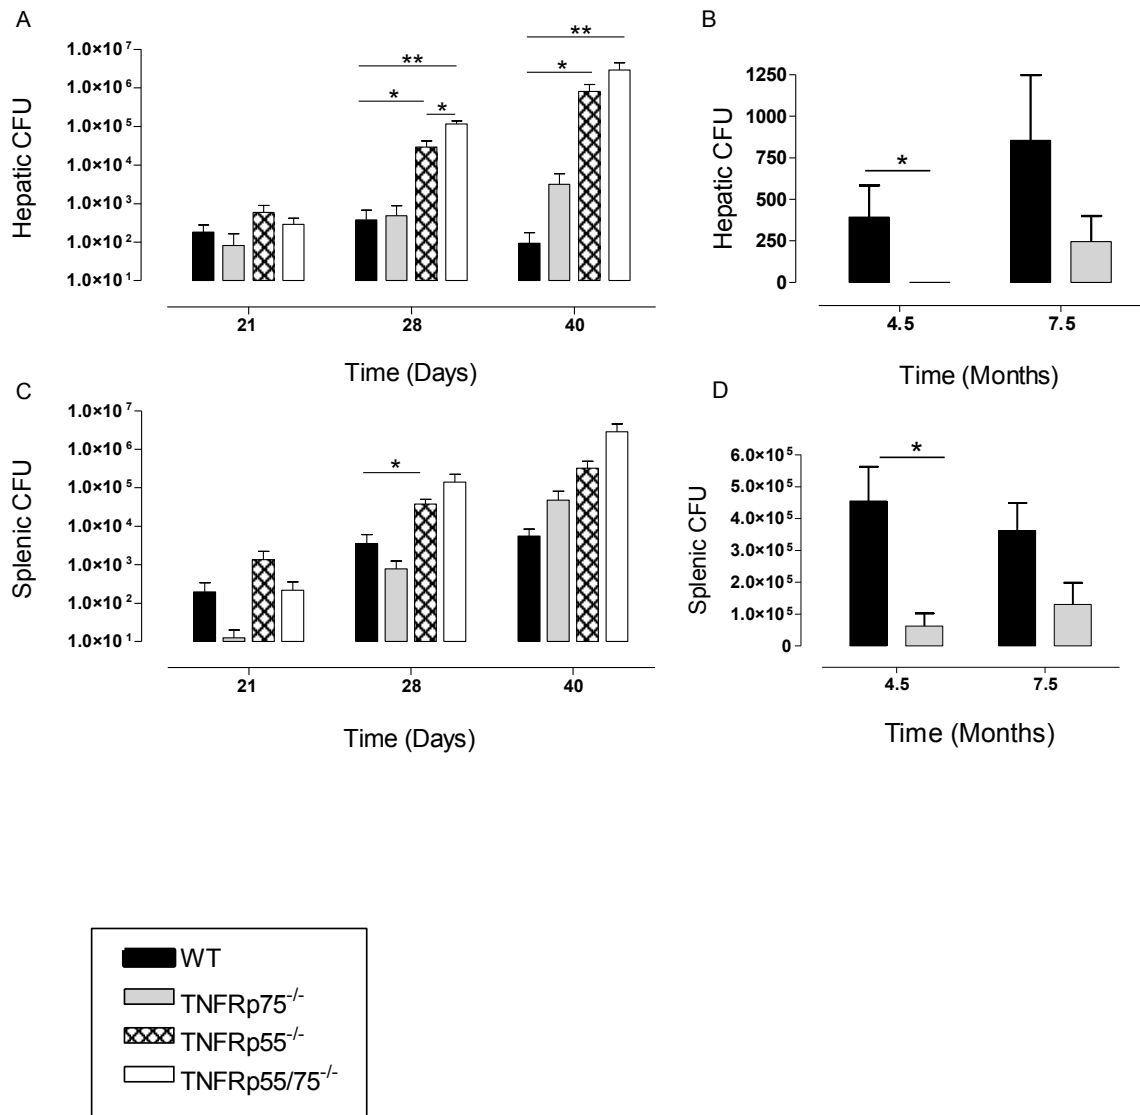 A
Hepatic CFU
1.0×10⁷
1.0×10⁶
1.0×10⁵
1.0×10⁴
1.0×10³
1.0×10²
1.0×10¹
** 
*
*
**
*
21 28 40
Time (Days)
B
Hepatic CFU
1250
1000
750
500
250
0
*
4.5 7.5
Time (Months)
C
Splenic CFU
1.0×10⁷
1.0×10⁶
1.0×10⁵
1.0×10⁴
1.0×10³
1.0×10²
1.0×10¹
*
21 28 40
Time (Days)
D
Splenic CFU
6.0×10⁵
5.0×10⁵
4.0×10⁵
3.0×10⁵
2.0×10⁵
1.0×10⁵
0
*
4.5 7.5
Time (Months)
WT
TNFRp75⁻/⁻
TNFRp55⁻/⁻
TNFRp55/75⁻/⁻